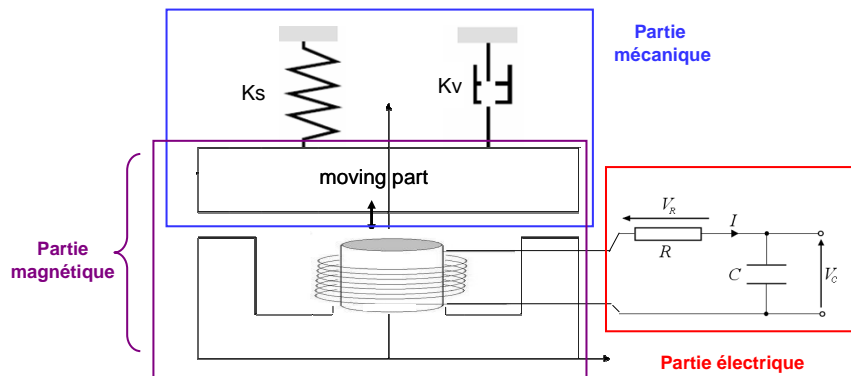 Partie
mécanique
Ks
Kv
moving part
Partie
magnétique
V_R
I
R
C
V_C
Partie électrique